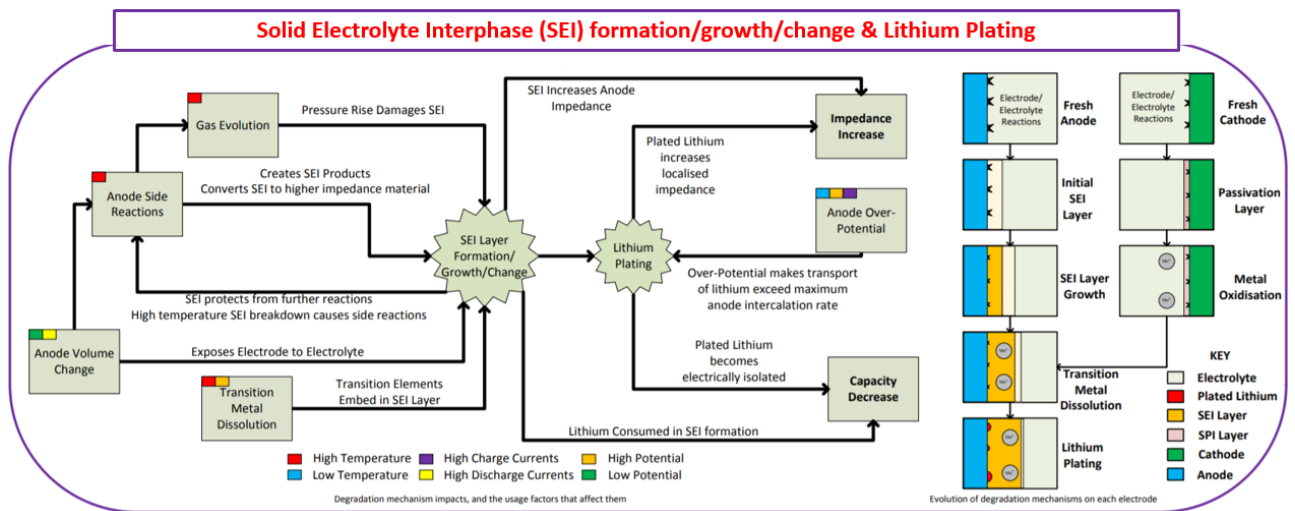 Solid Electrolyte Interphase (SEI) formation/growth/change & Lithium Plating
Gas Evolution
Pressure Rise Damages SEI
SEI Increases Anode
Impedance
Impedance
Increase
Anode Side
Reactions
Creates SEI Products
Converts SEI to higher impedance material
Plated Lithium
increases
localised
impedance
Anode Over-
Potential
SEI Layer
Formation/
Growth/Change
Lithium
Plating
Over-Potential makes transport
of lithium exceed maximum
anode intercalation rate
SEI protects from further reactions
High temperature SEI breakdown causes side reactions
Anode Volume
Change
Exposes Electrode to Electrolyte
Transition
Metal
Dissolution
Transition Elements
Embed in SEI Layer
Plated Lithium
becomes
electrically isolated
Capacity
Decrease
Lithium Consumed in SEI formation
High Temperature
High Charge Currents
High Potential
Low Temperature
High Discharge Currents
Low Potential
Degradation mechanism impacts, and the usage factors that affect them
Electrode/
Electrolyte
Reactions
Fresh
Anode
Electrode/
Electrolyte
Reactions
Fresh
Cathode
Initial
SEI
Layer
Passivation
Layer
SEI Layer
Growth
Metal
Oxidisation
Transition
Metal
Dissolution
Lithium
Plating
KEY
Electrolyte
Plated Lithium
SEI Layer
SPI Layer
Cathode
Anode
Evolution of degradation mechanisms on each electrode